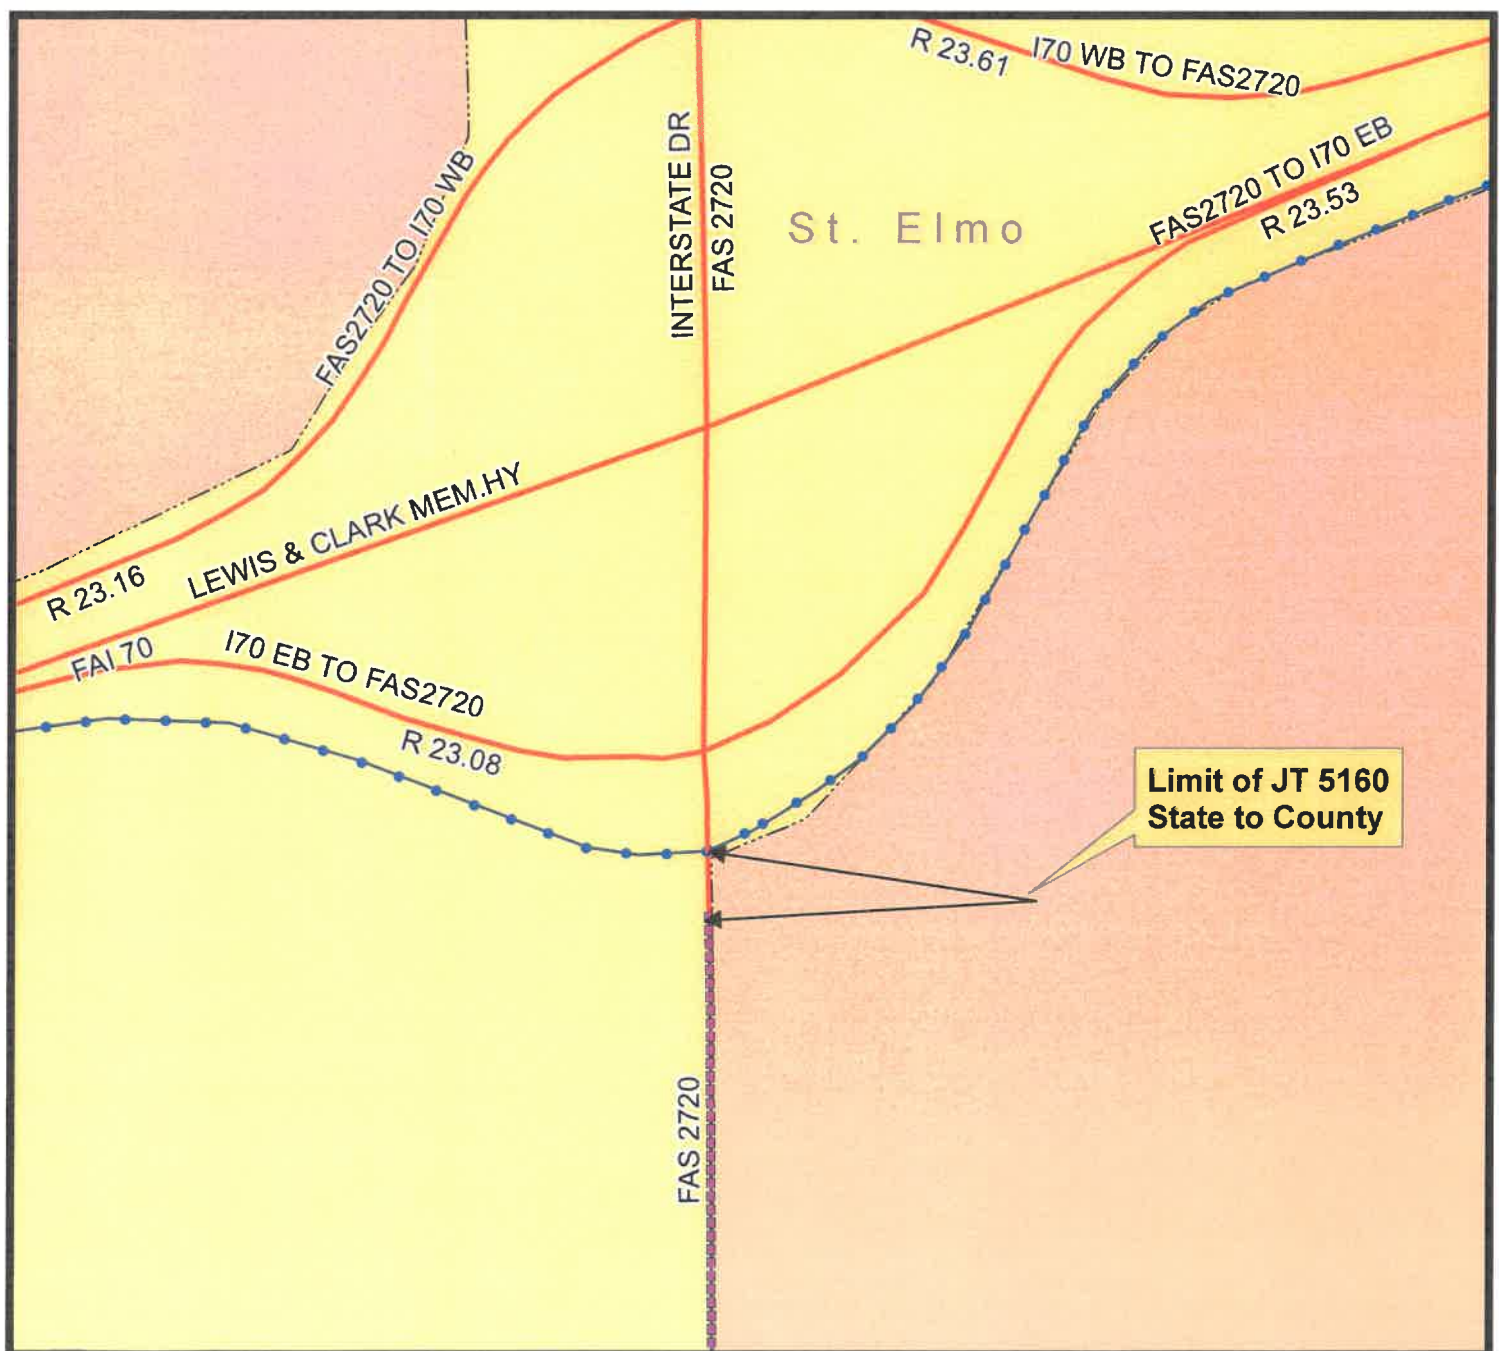 R 23.61
I70 WB TO FAS2720
INTERSTATE DR
FAS 2720
St. Elmo
FAS2720 TO I70 EB
R 23.53
FAS2720 TO I70 WB
LEWIS & CLARK MEM.HY
R 23.16
FAI 70
I70 EB TO FAS2720
R 23.08
Limit of JT 5160
State to County
FAS 2720